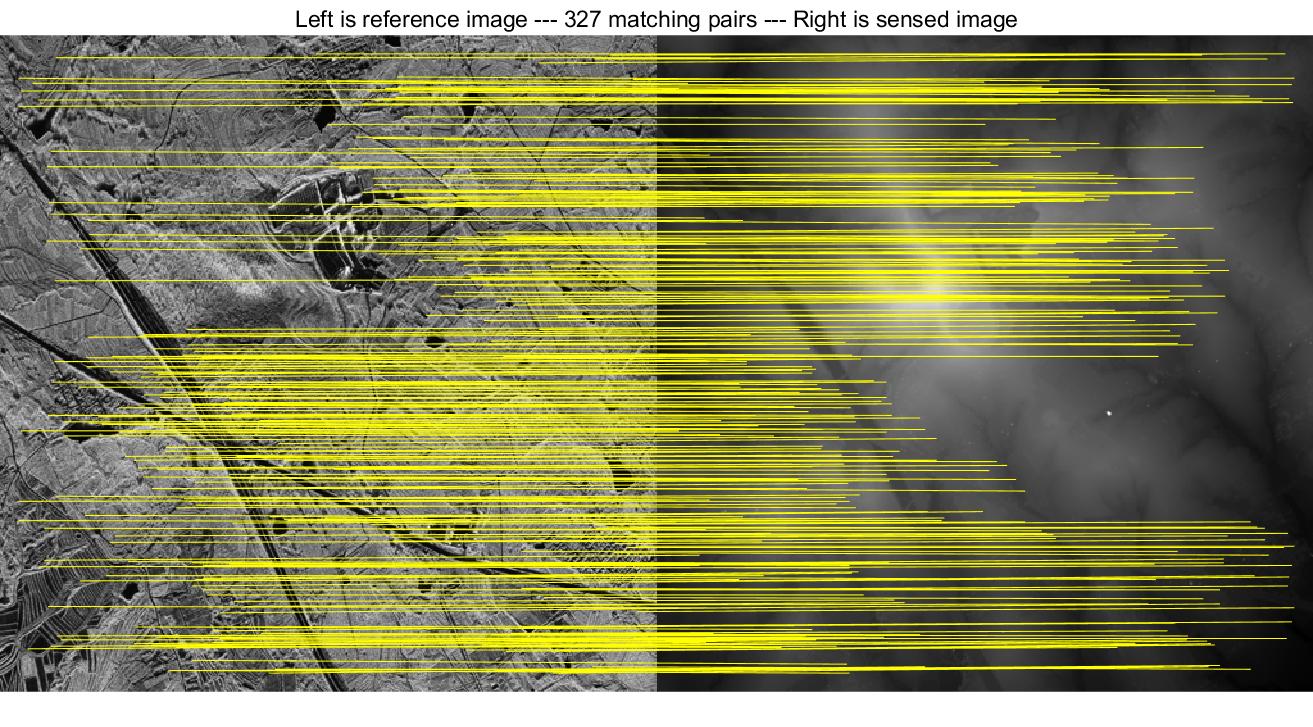 Left is reference image --- 327 matching pairs --- Right is sensed image